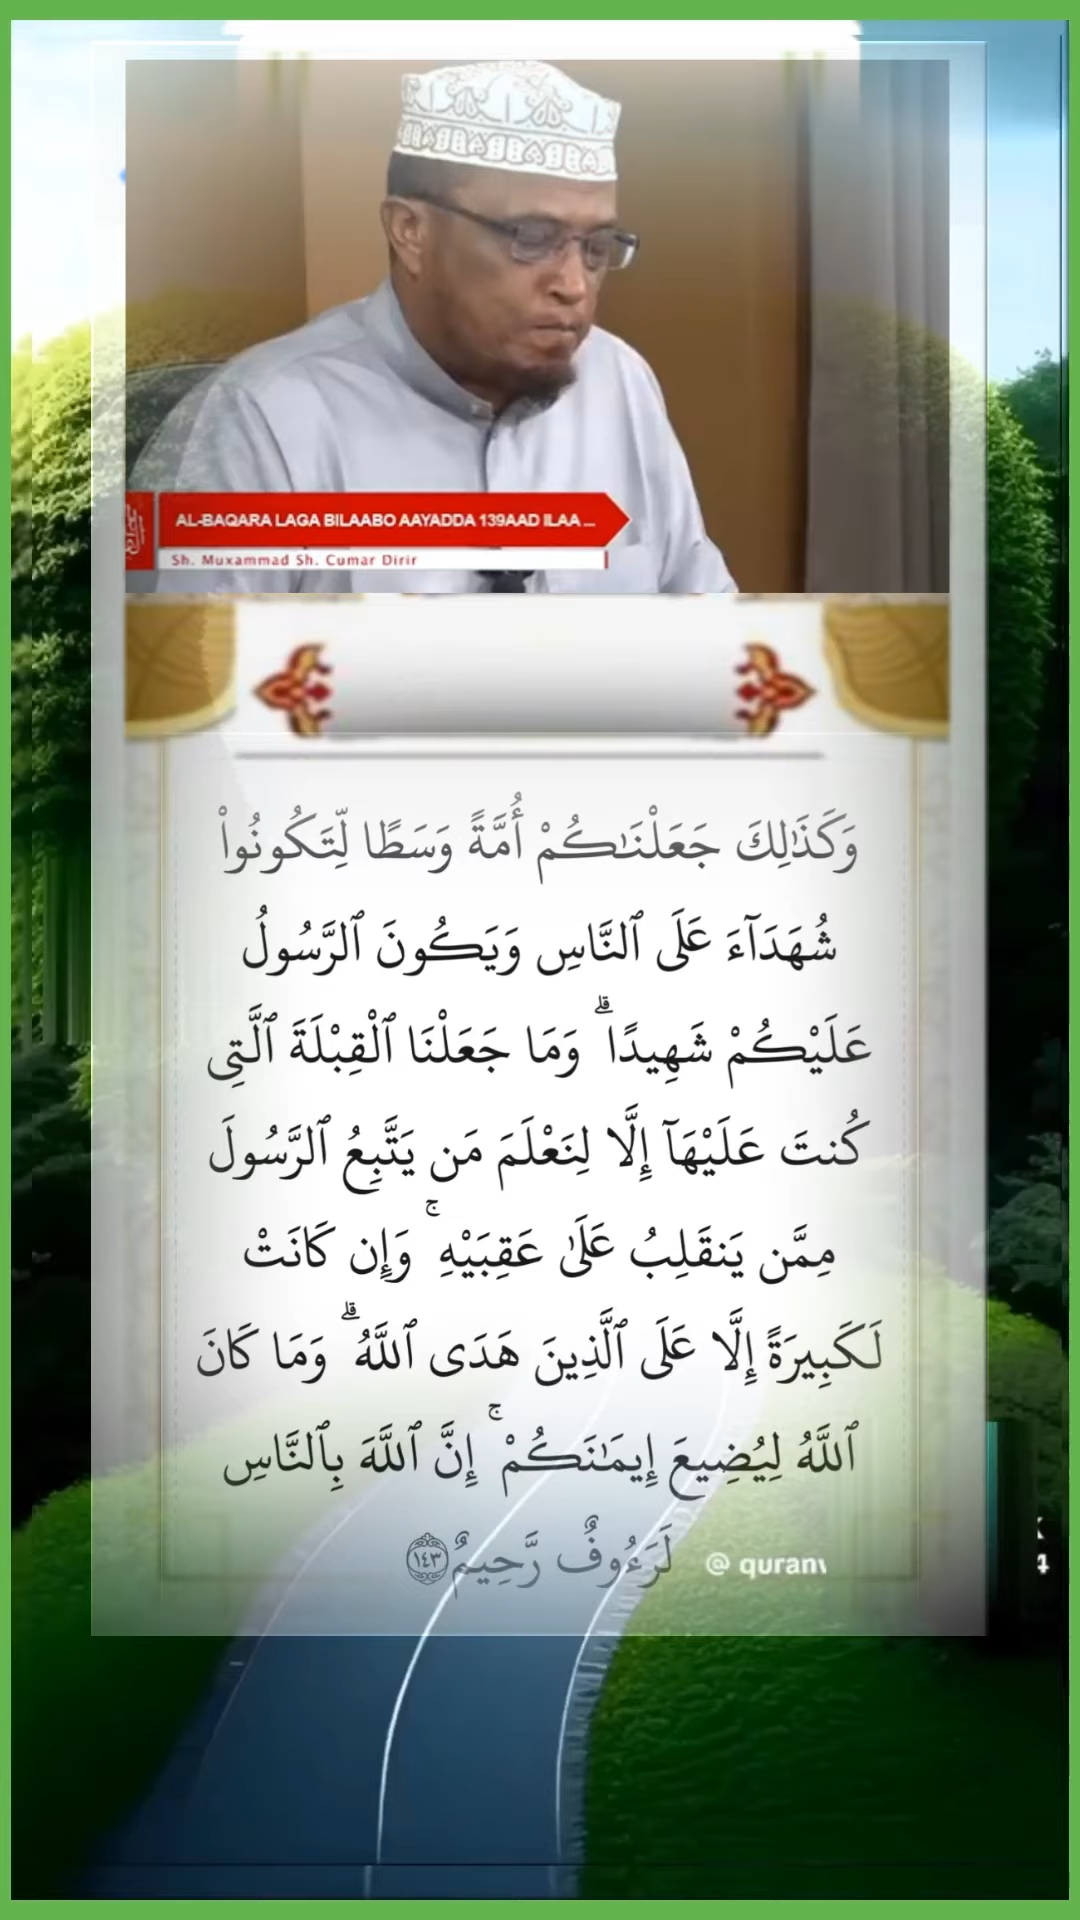 AL-BAQARA LAGA BILAABO AAYADDA 139AAD ILAA ...
Sh. Muxammad Sh. Cumar Dirir
وَكَذَٰلِكَ جَعَلْنَـٰكُمْ أُمَّةً وَسَطًا لِّتَكُونُوا۟
شُهَدَآءَ عَلَى ٱلنَّاسِ وَيَكُونَ ٱلرَّسُولُ
عَلَيْكُمْ شَهِيدًا ۗ وَمَا جَعَلْنَا ٱلْقِبْلَةَ ٱلَّتِى
كُنتَ عَلَيْهَآ إِلَّا لِنَعْلَمَ مَن يَتَّبِعُ ٱلرَّسُولَ
مِمَّن يَنقَلِبُ عَلَىٰ عَقِبَيْهِ ۚ وَإِن كَانَتْ
لَكَبِيرَةً إِلَّا عَلَى ٱلَّذِينَ هَدَى ٱللَّهُ ۗ وَمَا كَانَ
ٱللَّهُ لِيُضِيعَ إِيمَـٰنَكُمْ ۚ إِنَّ ٱللَّهَ بِٱلنَّاسِ
لَرَءُوفٌ رَّحِيمٌ ١٤٣
@ quran
4